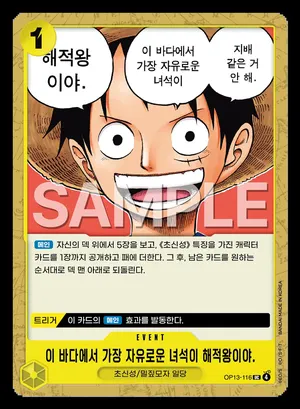 1
해적왕
이야.
이 바다에서
가장 자유로운
녀석이
지배
같은 거
안 해.
SAMPLE
메인 자신의 덱 위에서 5장을 보고, 《초신성》 특징을 가진 캐릭터
카드를 1장까지 공개하고 패에 더한다. 그 후, 남은 카드를 원하는
순서대로 덱 맨 아래로 되돌린다.
트리거 이 카드의 메인 효과를 발동한다.
EVENT
이 바다에서 가장 자유로운 녀석이 해적왕이야.
초신성/밀짚모자 일당
OP13-116